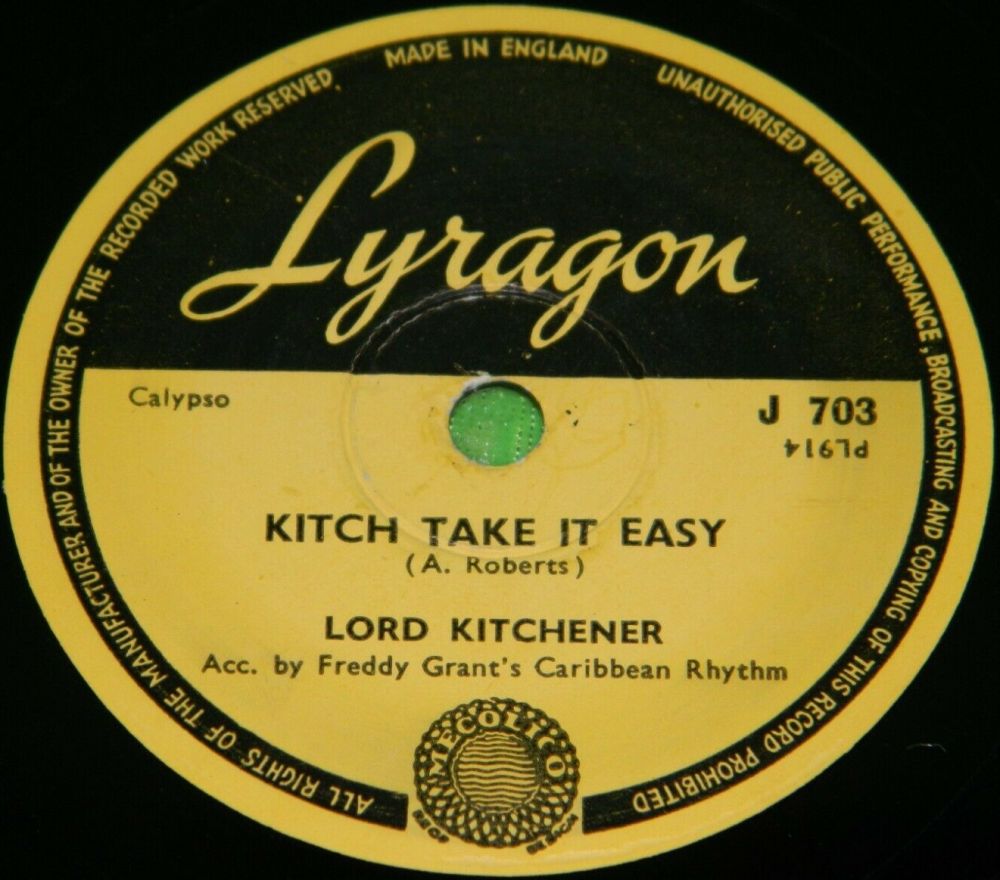 ALL RIGHTS OF THE MANUFACTURER AND OF THE OWNER OF THE RECORDED WORK RESERVED.
MADE IN ENGLAND
UNAUTHORISED PUBLIC PERFORMANCE, BROADCASTING AND COPYING OF THIS RECORD PROHIBITED
Lyragon
Calypso
J 703
PL914
KITCH TAKE IT EASY
(A. Roberts)
LORD KITCHENER
Acc. by Freddy Grant's Caribbean Rhythm
MECOLICO